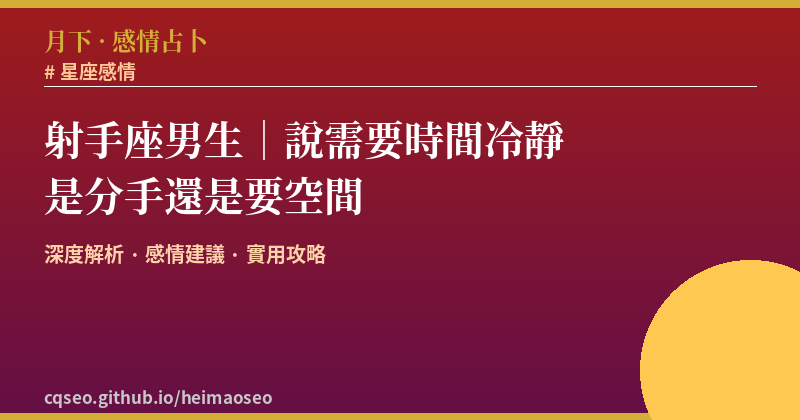 月下 · 感情占卜
# 星座感情
射手座男生｜說需要時間冷靜
是分手還是要空間
深度解析 · 感情建議 · 實用攻略
cqseo.github.io/heimaoseo